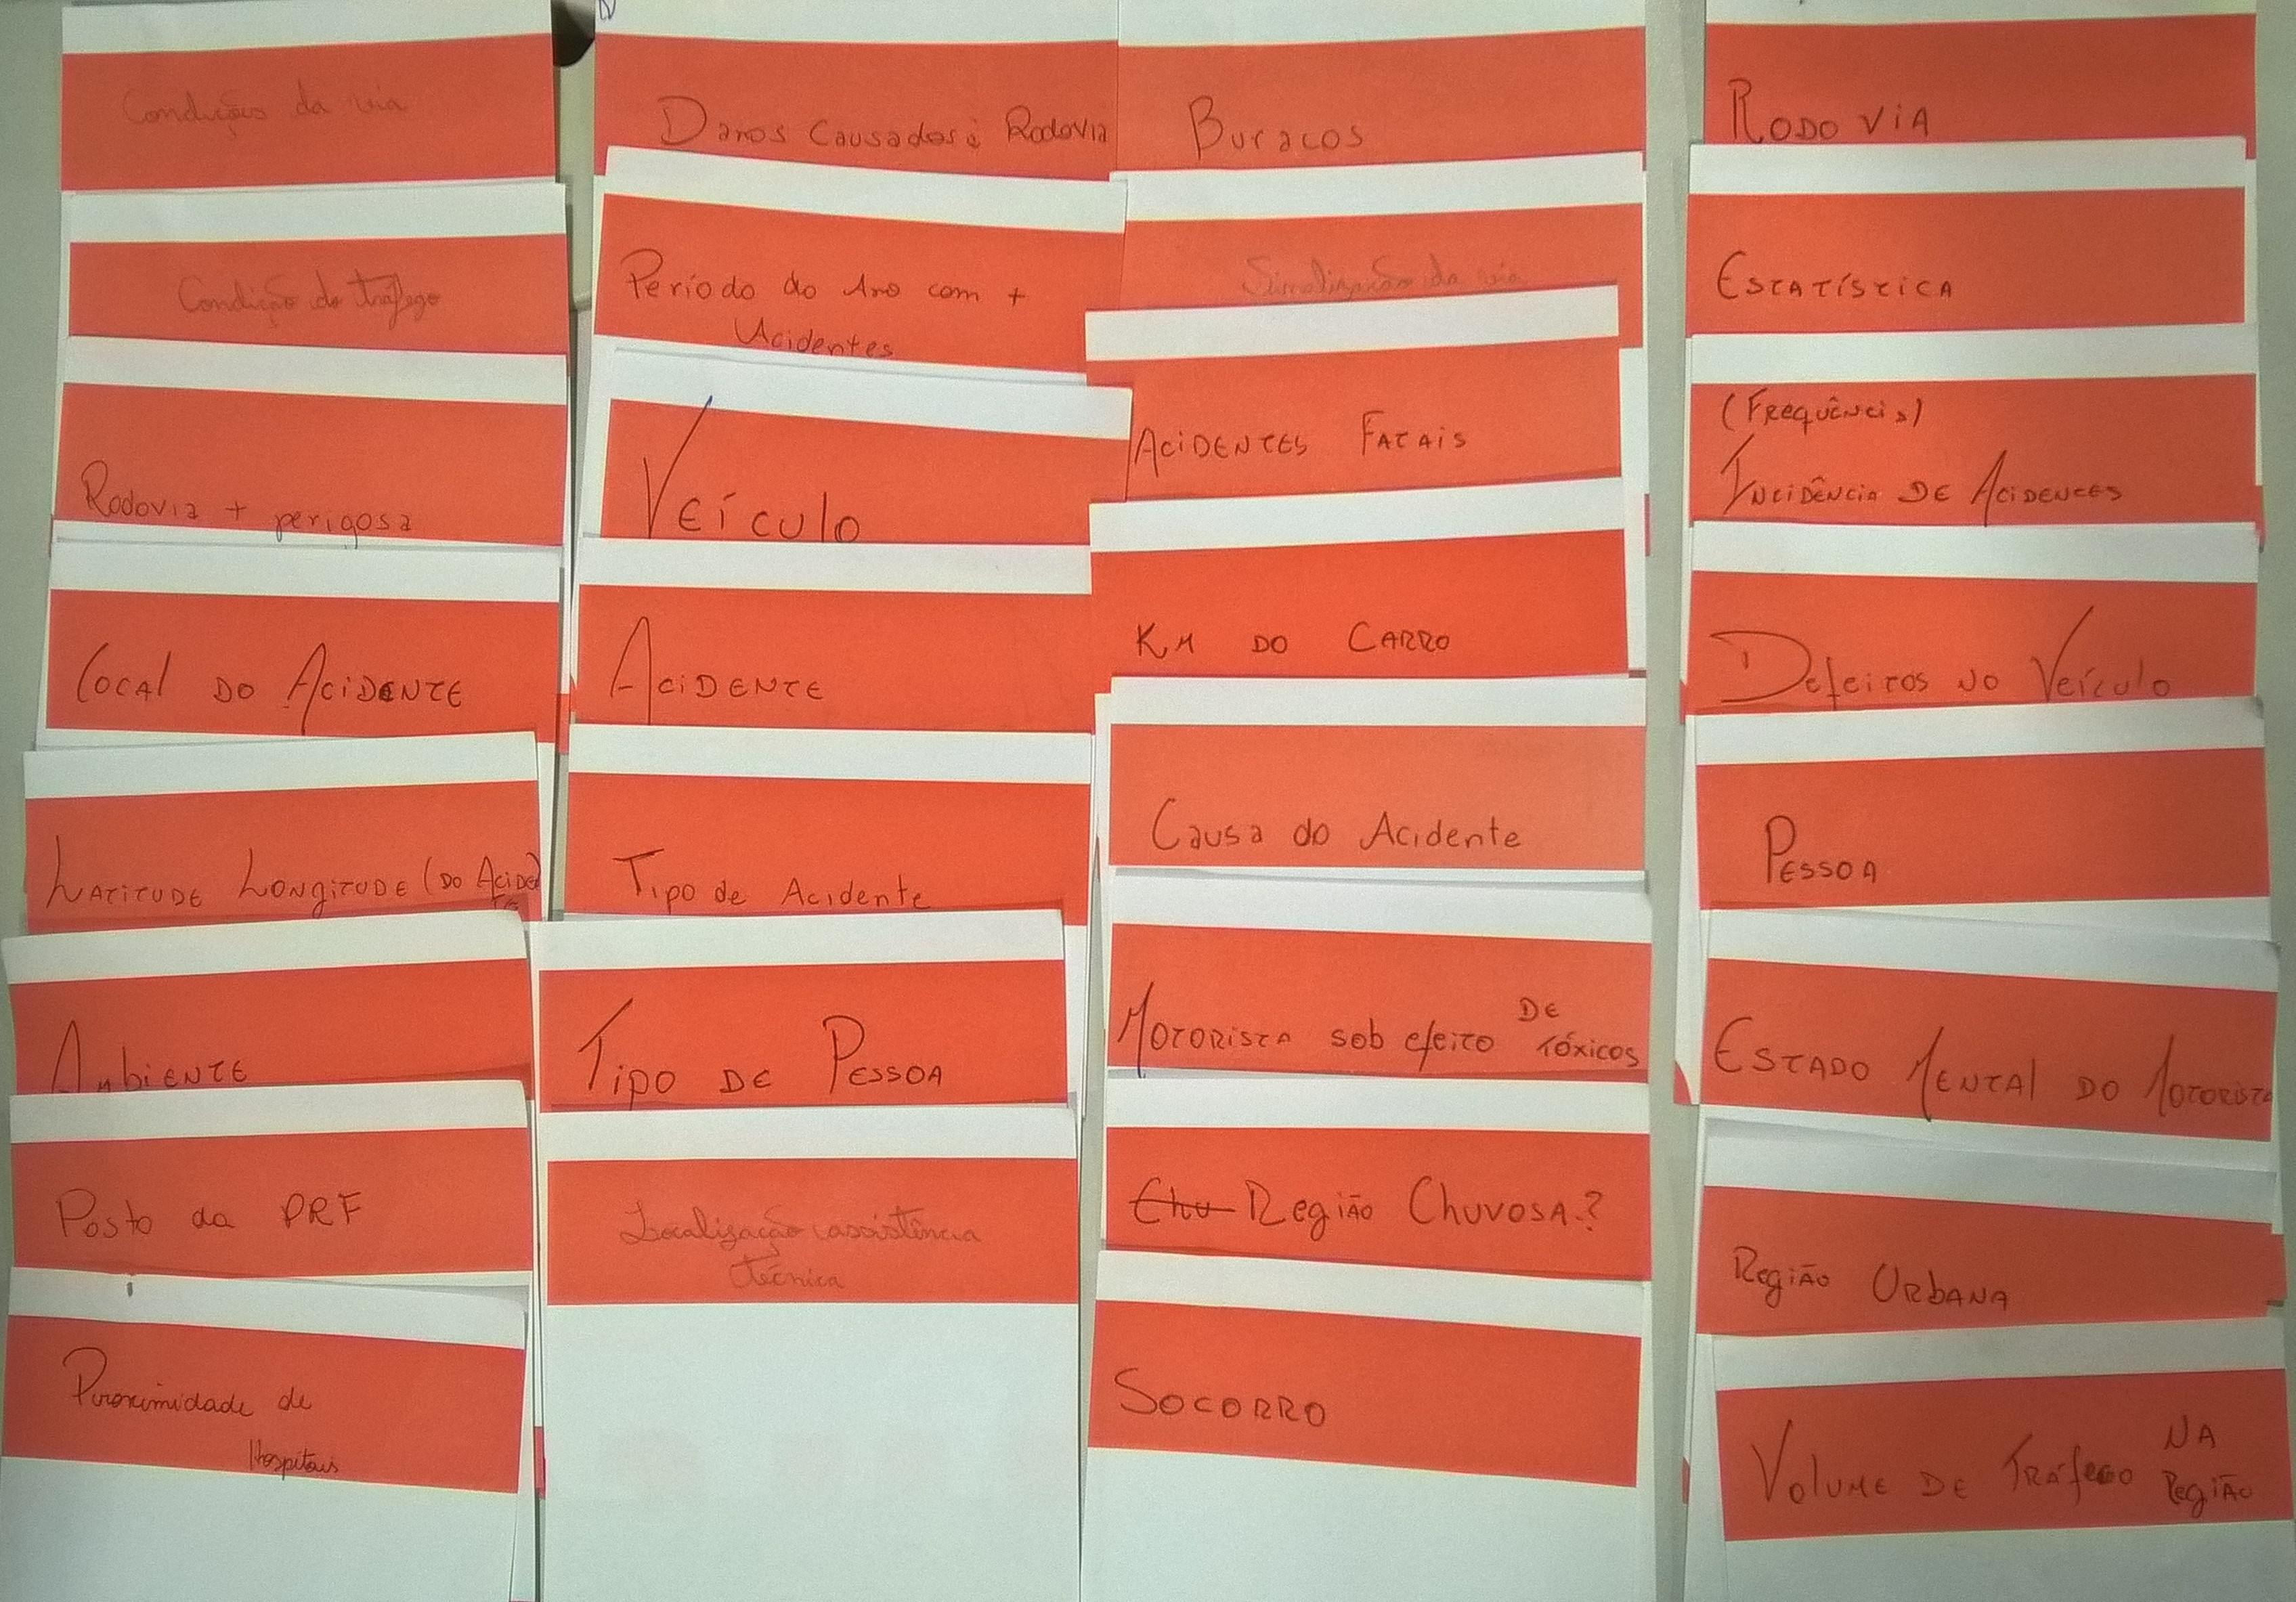 Condições da via
Condição do tráfego
Rodovia + perigosa
Local do Acidente
Latitude Longitude (do Aciden
te
Ambiente
Posto da PRF
Proximidade de
Hospitais
Danos Causados à Rodovia
Período do Ano com +
Acidentes
Veículo
Acidente
Tipo de Acidente
Tipo de Pessoa
Localização assistência
técnica
Buracos
Sinalização da via
Acidentes Fatais
KM do Carro
Causa do Acidente
Motorista sob efeito de
tóxicos
Chu Região Chuvosa?
Socorro
Rodovia
Estatística
(Frequência)
Incidência de Acidentes
Defeitos no Veículo
Pessoa
Estado Mental do Motorista
Região Urbana
Volume de Tráfego na
Região